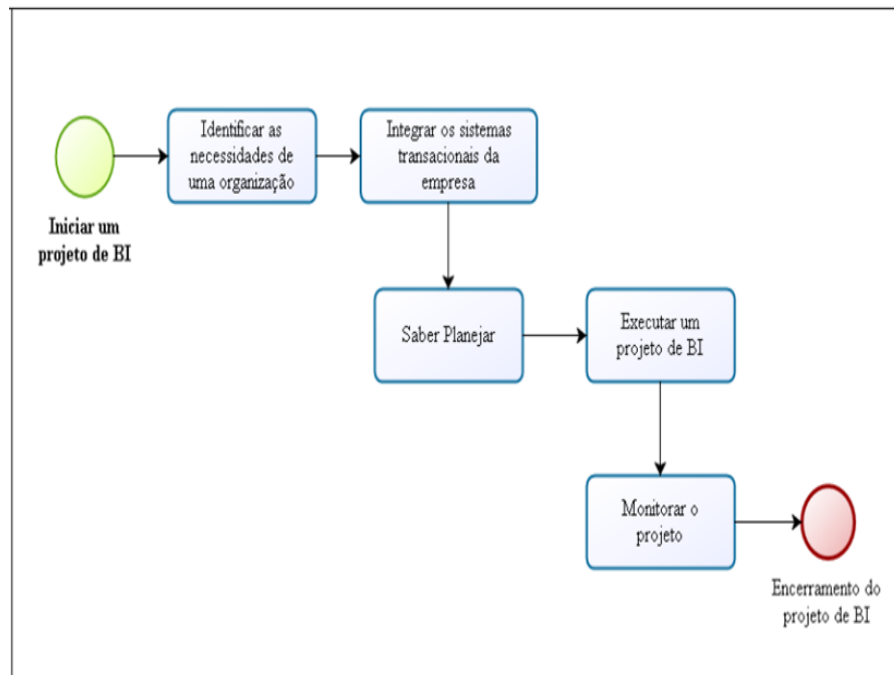 Iniciar um
projeto de BI
Identificar as
necessidades de
uma organização
Integrar os sistemas
transacionais da
empresa
Saber Planejar
Executar um
projeto de BI
Monitorar o
projeto
Encerramento do
projeto de BI